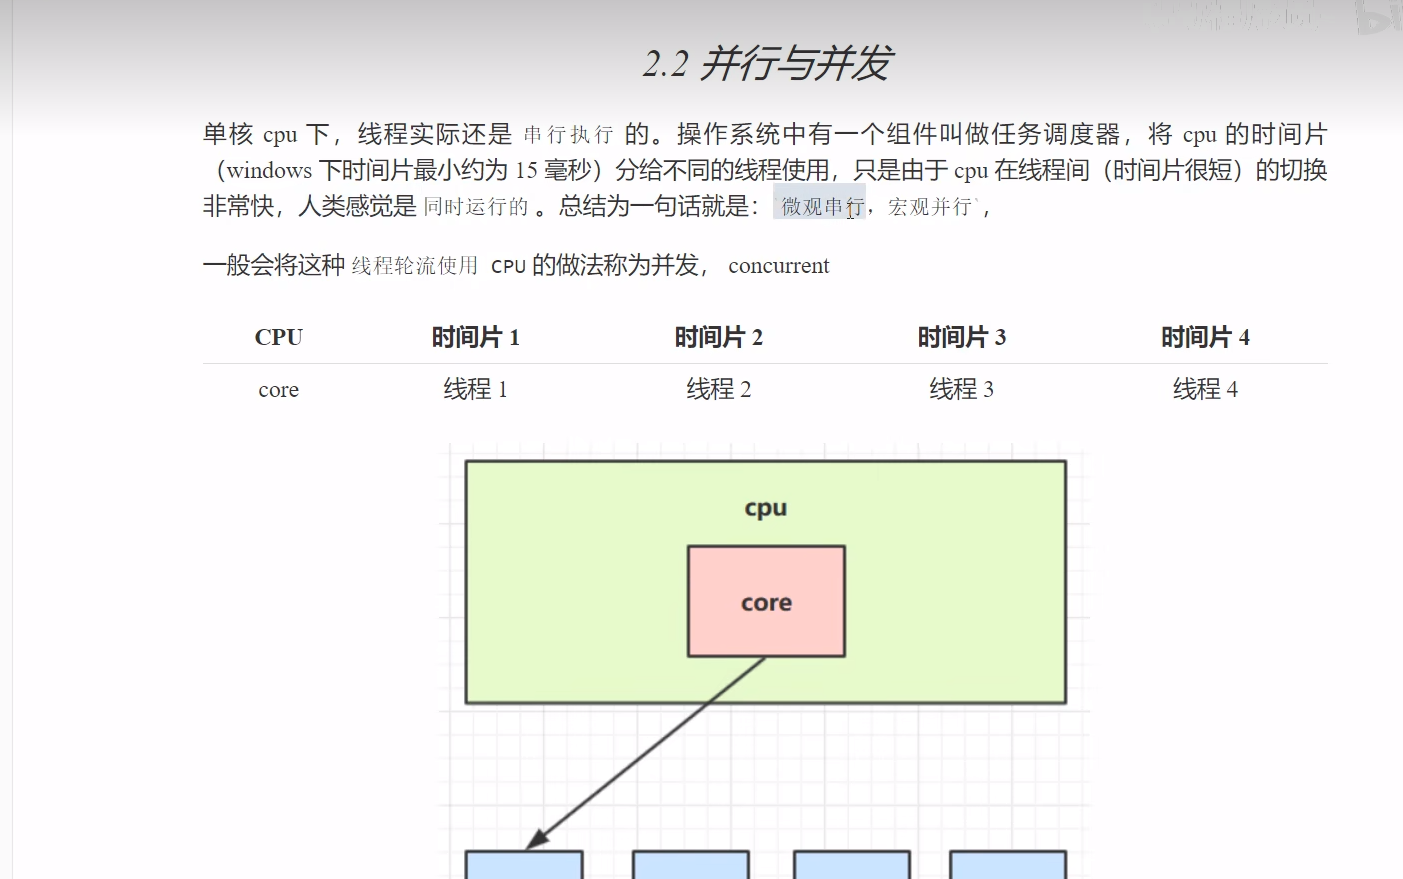 2.2 并行与并发
单核 cpu 下，线程实际还是 串行执行 的。操作系统中有一个组件叫做任务调度器，将 cpu 的时间片
（windows 下时间片最小约为 15 毫秒）分给不同的线程使用，只是由于 cpu 在线程间（时间片很短）的切换
非常快，人类感觉是 同时运行的 。总结为一句话就是：`微观串行，宏观并行`，
一般会将这种 线程轮流使用 CPU 的做法称为并发， concurrent
CPU 时间片 1 时间片 2 时间片 3 时间片 4
core 线程 1 线程 2 线程 3 线程 4
cpu
core